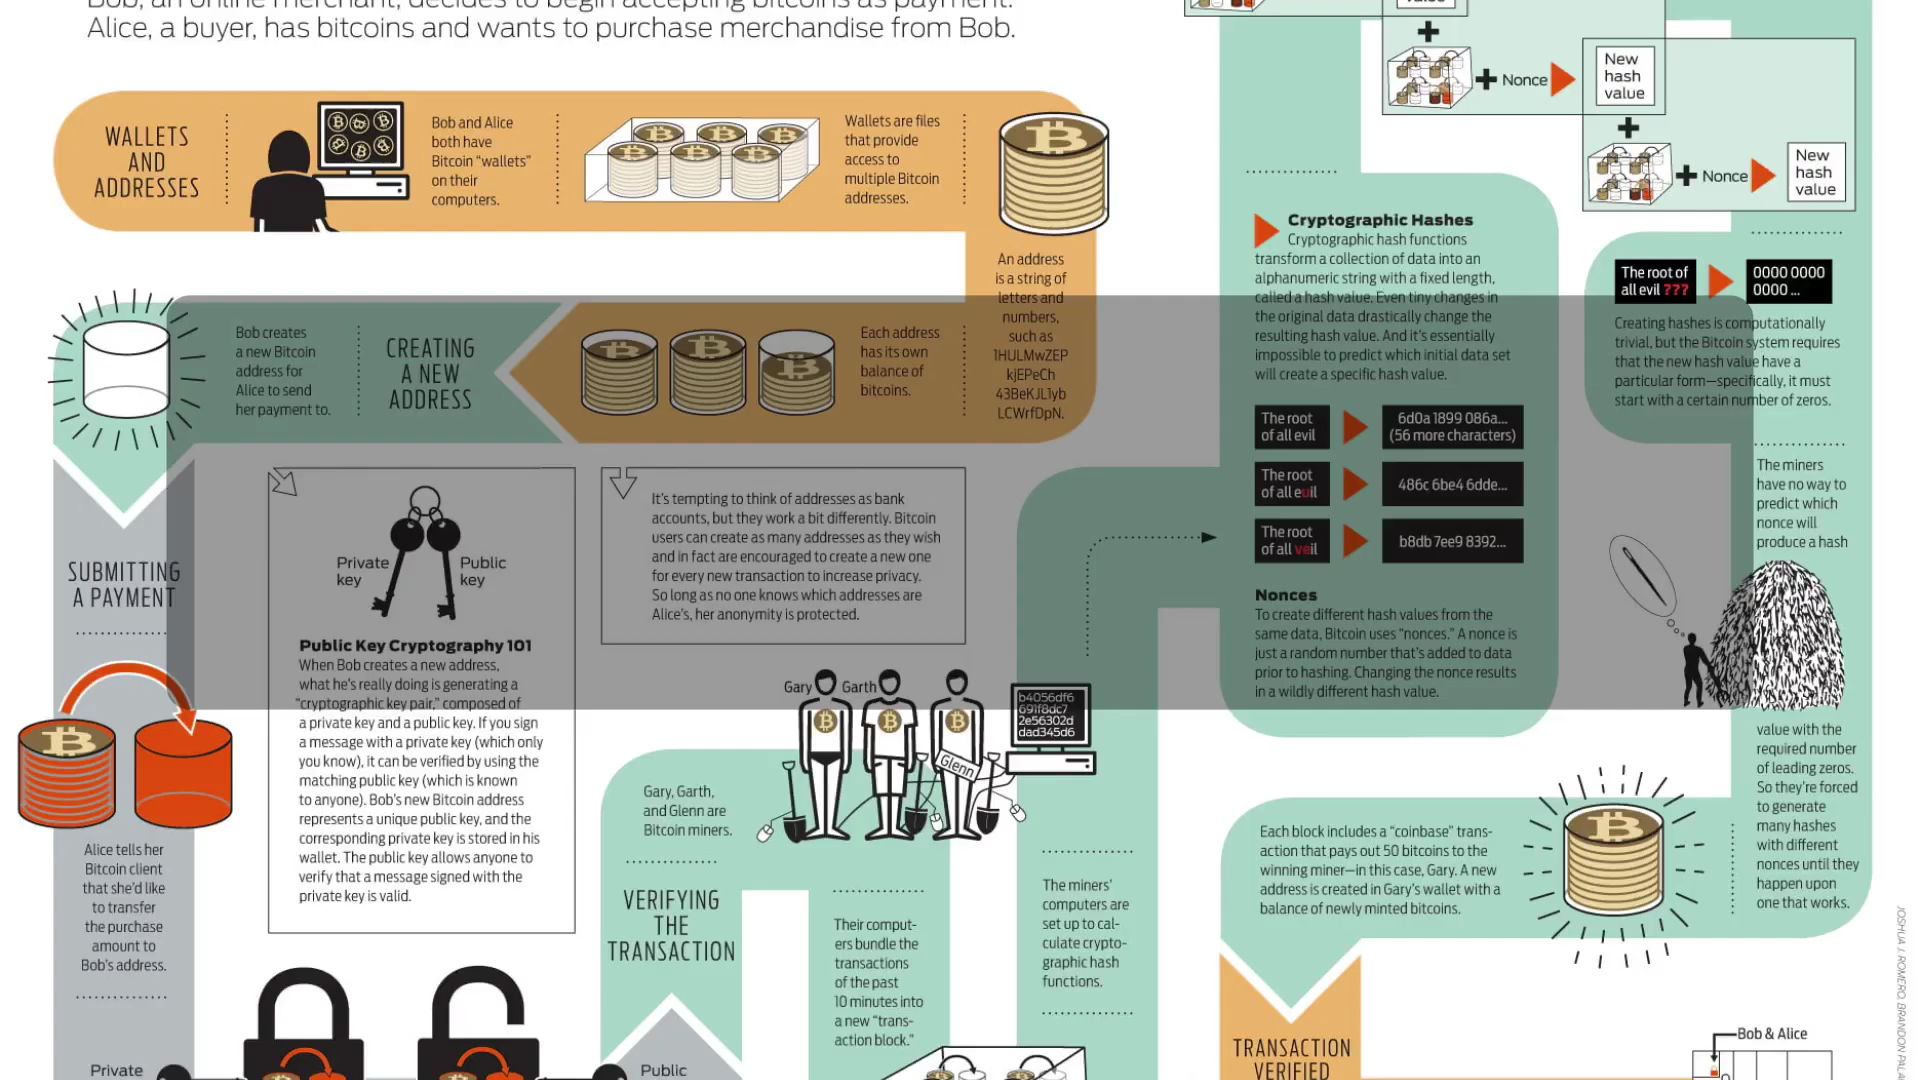 Bob, an online merchant, decides to begin accepting bitcoins as payment.
Alice, a buyer, has bitcoins and wants to purchase merchandise from Bob.
WALLETS
AND
ADDRESSES
Bob and Alice
both have
Bitcoin “wallets”
on their
computers.
Wallets are files
that provide
access to
multiple Bitcoin
addresses.
An address
is a string of
letters and
numbers,
such as
1HULMwZEP
kjEPeCh
43BeKJL1yb
LCWrfDpN.
Each address
has its own
balance of
bitcoins.
CREATING
A NEW
ADDRESS
Bob creates
a new Bitcoin
address for
Alice to send
her payment to.
Private
key
Public
key
Public Key Cryptography 101
When Bob creates a new address,
what he’s really doing is generating a
“cryptographic key pair,” composed of
a private key and a public key. If you sign
a message with a private key (which only
you know), it can be verified by using the
matching public key (which is known
to anyone). Bob’s new Bitcoin address
represents a unique public key, and the
corresponding private key is stored in his
wallet. The public key allows anyone to
verify that a message signed with the
private key is valid.
It’s tempting to think of addresses as bank
accounts, but they work a bit differently. Bitcoin
users can create as many addresses as they wish
and in fact are encouraged to create a new one
for every new transaction to increase privacy.
So long as no one knows which addresses are
Alice’s, her anonymity is protected.
SUBMITTING
A PAYMENT
Alice tells her
Bitcoin client
that she’d like
to transfer
the purchase
amount to
Bob’s address.
Private
Public
Gary
Garth
Glenn
b4056df6
691f8dc7
2e56302d
dad345d6
Gary, Garth,
and Glenn are
Bitcoin miners.
VERIFYING
THE
TRANSACTION
Their comput-
ers bundle the
transactions
of the past
10 minutes into
a new “trans-
action block.”
The miners’
computers are
set up to cal-
culate crypto-
graphic hash
functions.
value
+
+ Nonce
New
hash
value
+
+ Nonce
New
hash
value
Cryptographic Hashes
Cryptographic hash functions
transform a collection of data into an
alphanumeric string with a fixed length,
called a hash value. Even tiny changes in
the original data drastically change the
resulting hash value. And it’s essentially
impossible to predict which initial data set
will create a specific hash value.
The root
of all evil
6d0a 1899 086a...
(56 more characters)
The root
of all euil
486c 6be4 6dde...
The root
of all veil
b8db 7ee9 8392...
Nonces
To create different hash values from the
same data, Bitcoin uses “nonces.” A nonce is
just a random number that’s added to data
prior to hashing. Changing the nonce results
in a wildly different hash value.
The root of
all evil ???
0000 0000
0000 ...
Creating hashes is computationally
trivial, but the Bitcoin system requires
that the new hash value have a
particular form—specifically, it must
start with a certain number of zeros.
The miners
have no way to
predict which
nonce will
produce a hash
value with the
required number
of leading zeros.
So they’re forced
to generate
many hashes
with different
nonces until they
happen upon
one that works.
Each block includes a “coinbase” trans-
action that pays out 50 bitcoins to the
winning miner—in this case, Gary. A new
address is created in Gary’s wallet with a
balance of newly minted bitcoins.
TRANSACTION
VERIFIED
Bob & Alice
JOSHUA J. ROMERO, BRANDON